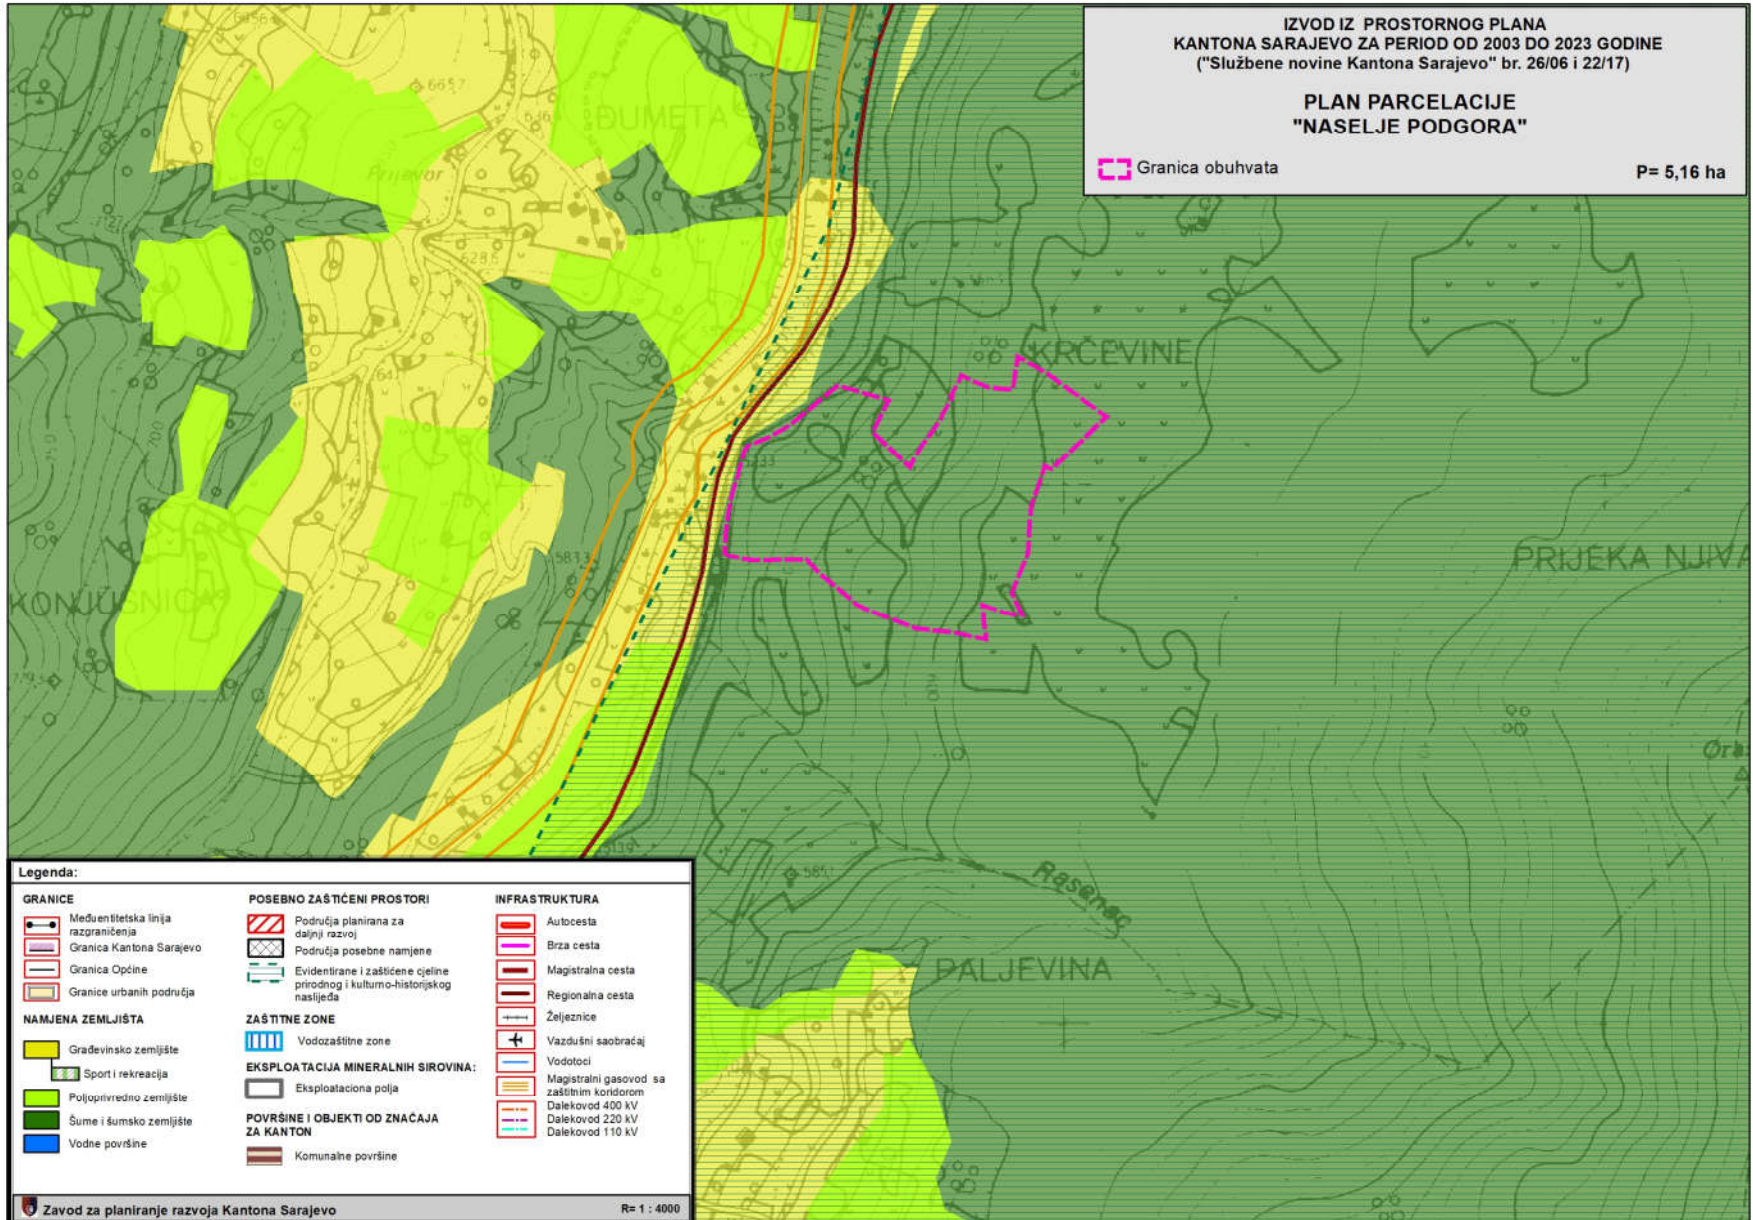 IZVOD IZ PROSTORNOG PLANA
KANTONA SARAJEVO ZA PERIOD OD 2003 DO 2023 GODINE
("Službene novine Kantona Sarajevo" br. 26/06 i 22/17)
PLAN PARCELACIJE
"NASELJE PODGORA"
Granica obuhvata
P= 5,16 ha
6657
ĐUMETA
Prijevor
6285
KRČEVINE
PRIJEKA NJIVA
KONJUŠNICA
700
600
Rasenac
PALJEVINA
Legenda:
GRANICE
Međuentitetska linija
razgraničenja
Granica Kantona Sarajevo
Granica Općine
Granice urbanih područja
NAMJENA ZEMLJIŠTA
Građevinsko zemljište
Sport i rekreacija
Poljoprivredno zemljište
Šume i šumsko zemljište
Vodne površine
POSEBNO ZAŠTIĆENI PROSTORI
Područja planirana za
daljnji razvoj
Područja posebne namjene
Evidentirane i zaštićene cjeline
prirodnog i kulturno-historijskog
naslijeđa
ZAŠTITNE ZONE
Vodozaštitne zone
EKSPLOATACIJA MINERALNIH SIROVINA:
Eksploataciona polja
POVRŠINE I OBJEKTI OD ZNAČAJA
ZA KANTON
Komunalne površine
INFRASTRUKTURA
Autocesta
Brza cesta
Magistralna cesta
Regionalna cesta
Željeznice
Vazdušni saobraćaj
Vodotoci
Magistralni gasovod sa
zaštitnim koridorom
Dalekovod 400 kV
Dalekovod 220 kV
Dalekovod 110 kV
Zavod za planiranje razvoja Kantona Sarajevo
R= 1 : 4000